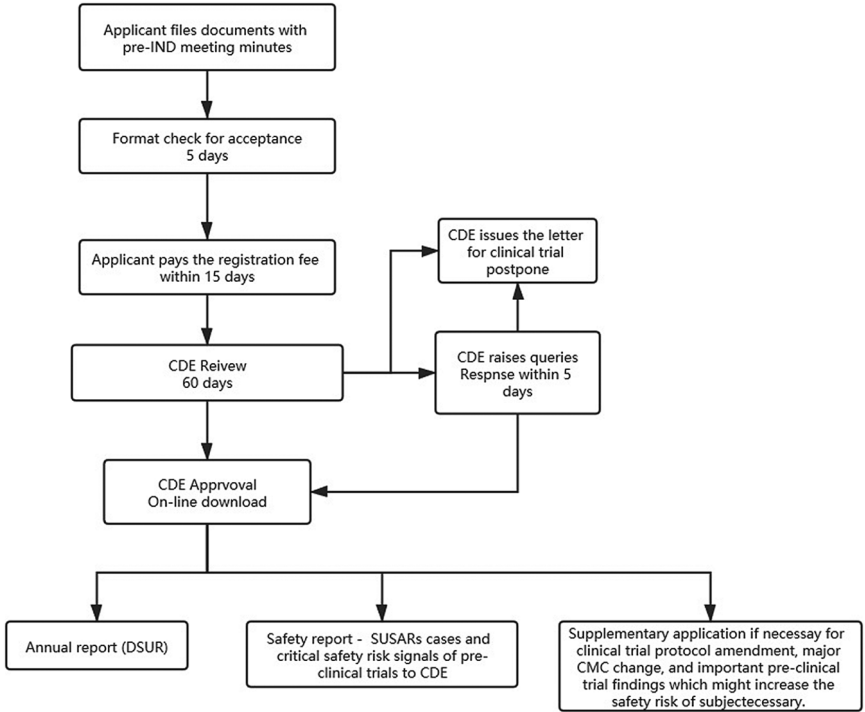 Applicant files documents with
pre-IND meeting minutes
Format check for acceptance
5 days
Applicant pays the registration fee
within 15 days
CDE issues the letter
for clinical trial
postpone
CDE Reivew
60 days
CDE raises queries
Respnse within 5
days
CDE Apprvoval
On-line download
Annual report (DSUR)
Safety report - SUSARs cases and
critical safety risk signals of pre-
clinical trials to CDE
Supplementary application if necessay for
clinical trial protocol amendment, major
CMC change, and important pre-clinical
trial findings which might increase the
safety risk of subjectecessary.